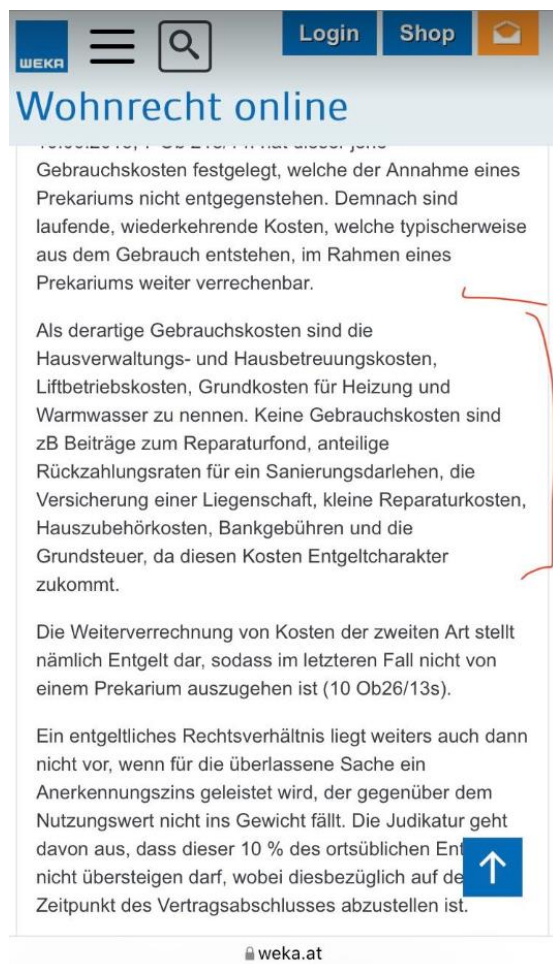 WEKA
Login
Shop
Wohnrecht online
Gebrauchskosten festgelegt, welche der Annahme eines
Prekariums nicht entgegenstehen. Demnach sind
laufende, wiederkehrende Kosten, welche typischerweise
aus dem Gebrauch entstehen, im Rahmen eines
Prekariums weiter verrechenbar.
Als derartige Gebrauchskosten sind die
Hausverwaltungs- und Hausbetreuungskosten,
Liftbetriebskosten, Grundkosten für Heizung und
Warmwasser zu nennen. Keine Gebrauchskosten sind
zB Beiträge zum Reparaturfond, anteilige
Rückzahlungsraten für ein Sanierungsdarlehen, die
Versicherung einer Liegenschaft, kleine Reparaturkosten,
Hauszubehörkosten, Bankgebühren und die
Grundsteuer, da diesen Kosten Entgeltcharakter
zukommt.
Die Weiterverrechnung von Kosten der zweiten Art stellt
nämlich Entgelt dar, sodass im letzteren Fall nicht von
einem Prekarium auszugehen ist (10 Ob26/13s).
Ein entgeltliches Rechtsverhältnis liegt weiters auch dann
nicht vor, wenn für die überlassene Sache ein
Anerkennungszins geleistet wird, der gegenüber dem
Nutzungswert nicht ins Gewicht fällt. Die Judikatur geht
davon aus, dass dieser 10 % des ortsüblichen
nicht übersteigen darf, wobei diesbezüglich auf
Zeitpunkt des Vertragsabschlusses abzustellen ist.
weka.at